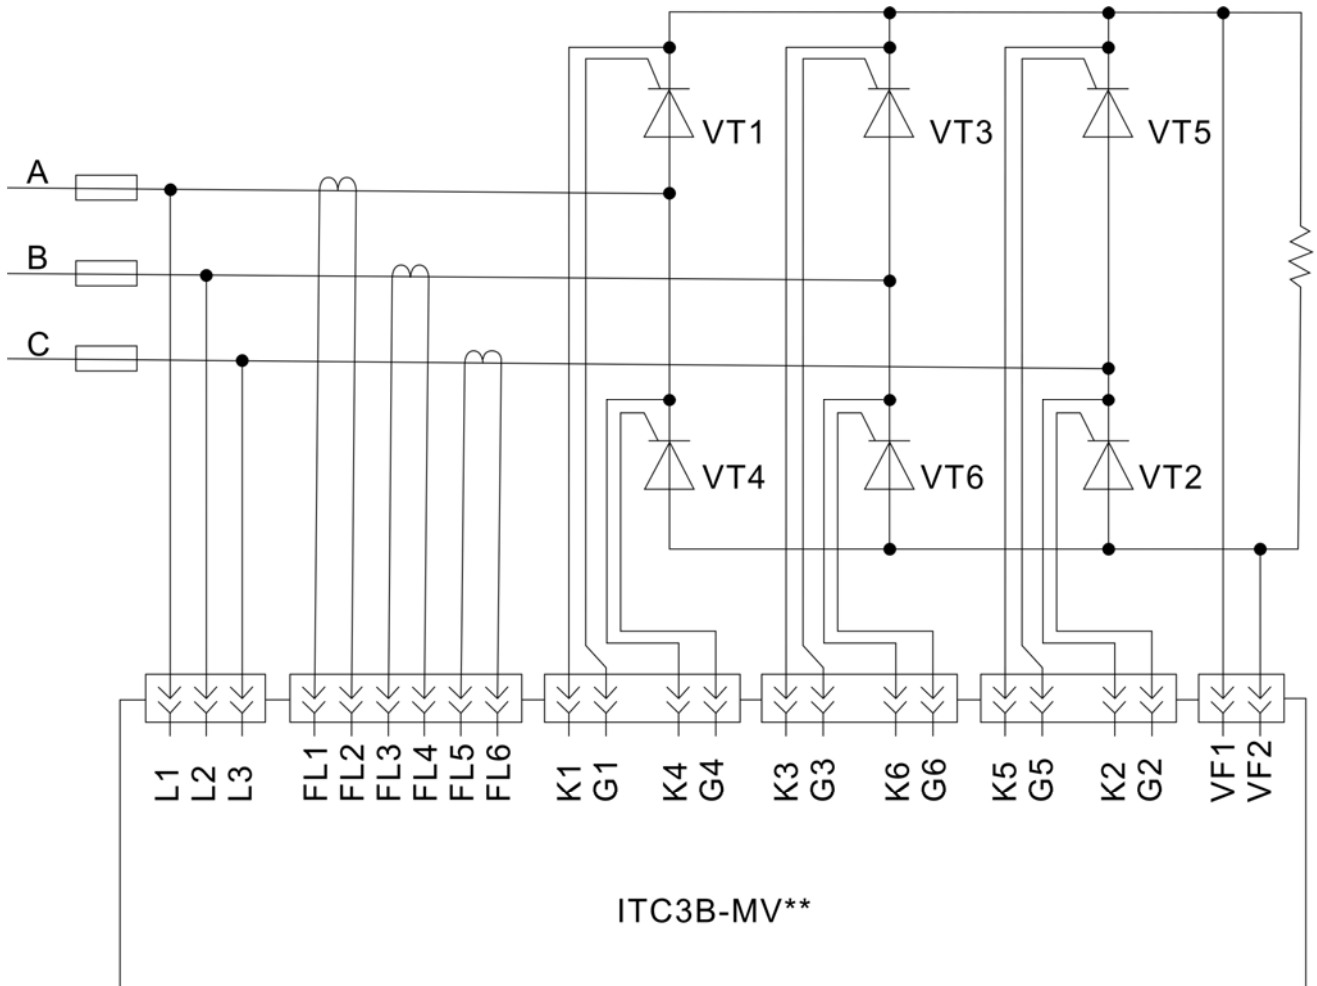 VT1 VT3 VT5
A
B
C
VT4 VT6 VT2
L1 L2 L3 FL1 FL2 FL3 FL4 FL5 FL6 K1 G1 K4 G4 K3 G3 K6 G6 K5 G5 K2 G2 VF1 VF2
ITC3B-MV**